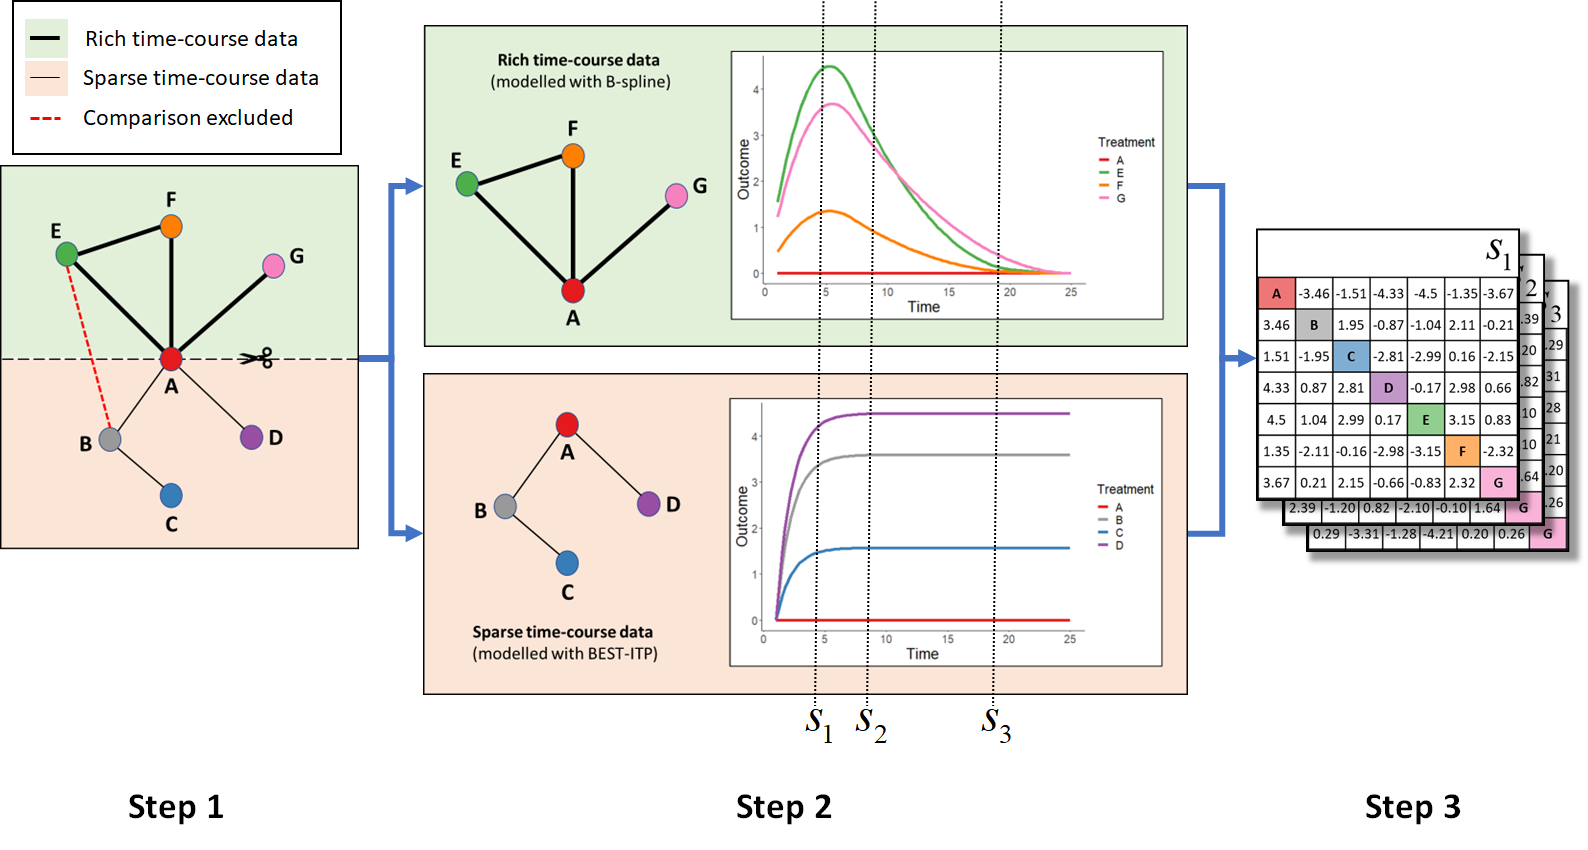 Rich time-course data
Sparse time-course data
Comparison excluded
E
F
G
A
B
D
C
Rich time-course data
(modelled with B-spline)
E
F
G
A
Outcome
4
3
2
1
0
0 5 10 15 20 25
Time
Treatment
A
E
F
G
A
B
D
C
Sparse time-course data
(modelled with BEST-ITP)
Outcome
4
3
2
1
0
0 5 10 15 20 25
Time
Treatment
A
B
C
D
S1 S2 S3
S1
A -3.46 -1.51 -4.33 -4.5 -1.35 -3.67
3.46 B 1.95 -0.87 -1.04 2.11 -0.21
1.51 -1.95 C -2.81 -2.99 0.16 -2.15
4.33 0.87 2.81 D -0.17 2.98 0.66
4.5 1.04 2.99 0.17 E 3.15 0.83
1.35 -2.11 -0.16 -2.98 -3.15 F -2.32
3.67 0.21 2.15 -0.66 -0.83 2.32 G
2
.39
20
.82
10
10
.64
2.39 -1.20 0.82 -2.10 -0.10 1.64 G
3
.29
31
28
21
.20
.26
0.29 -3.31 -1.28 -4.21 0.20 0.26 G
Step 1
Step 2
Step 3